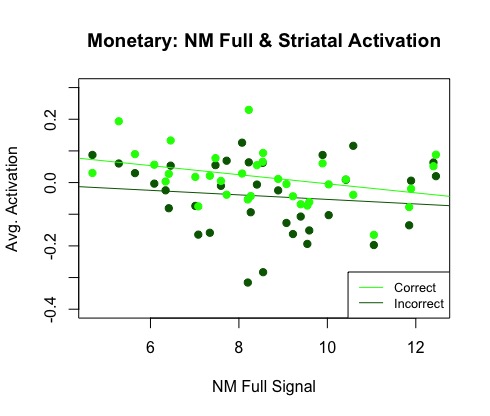 Monetary: NM Full & Striatal Activation
Avg. Activation
0.2
0.0
-0.2
-0.4
6 8 10 12
NM Full Signal
Correct
Incorrect